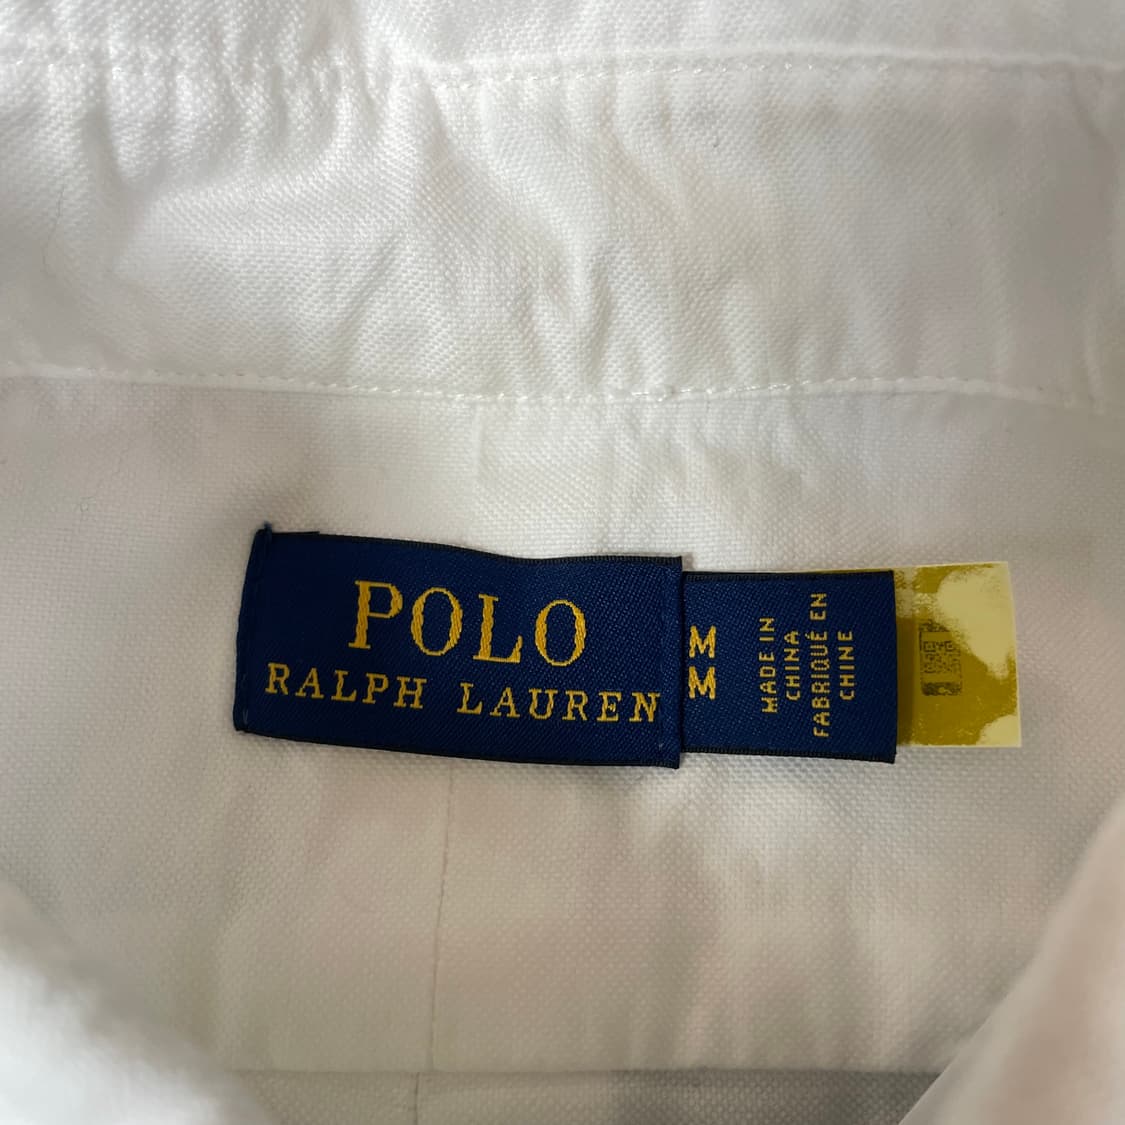 POLO
RALPH LAUREN
M
M
MADE IN
CHINA
FABRIQUÉ EN
CHINE